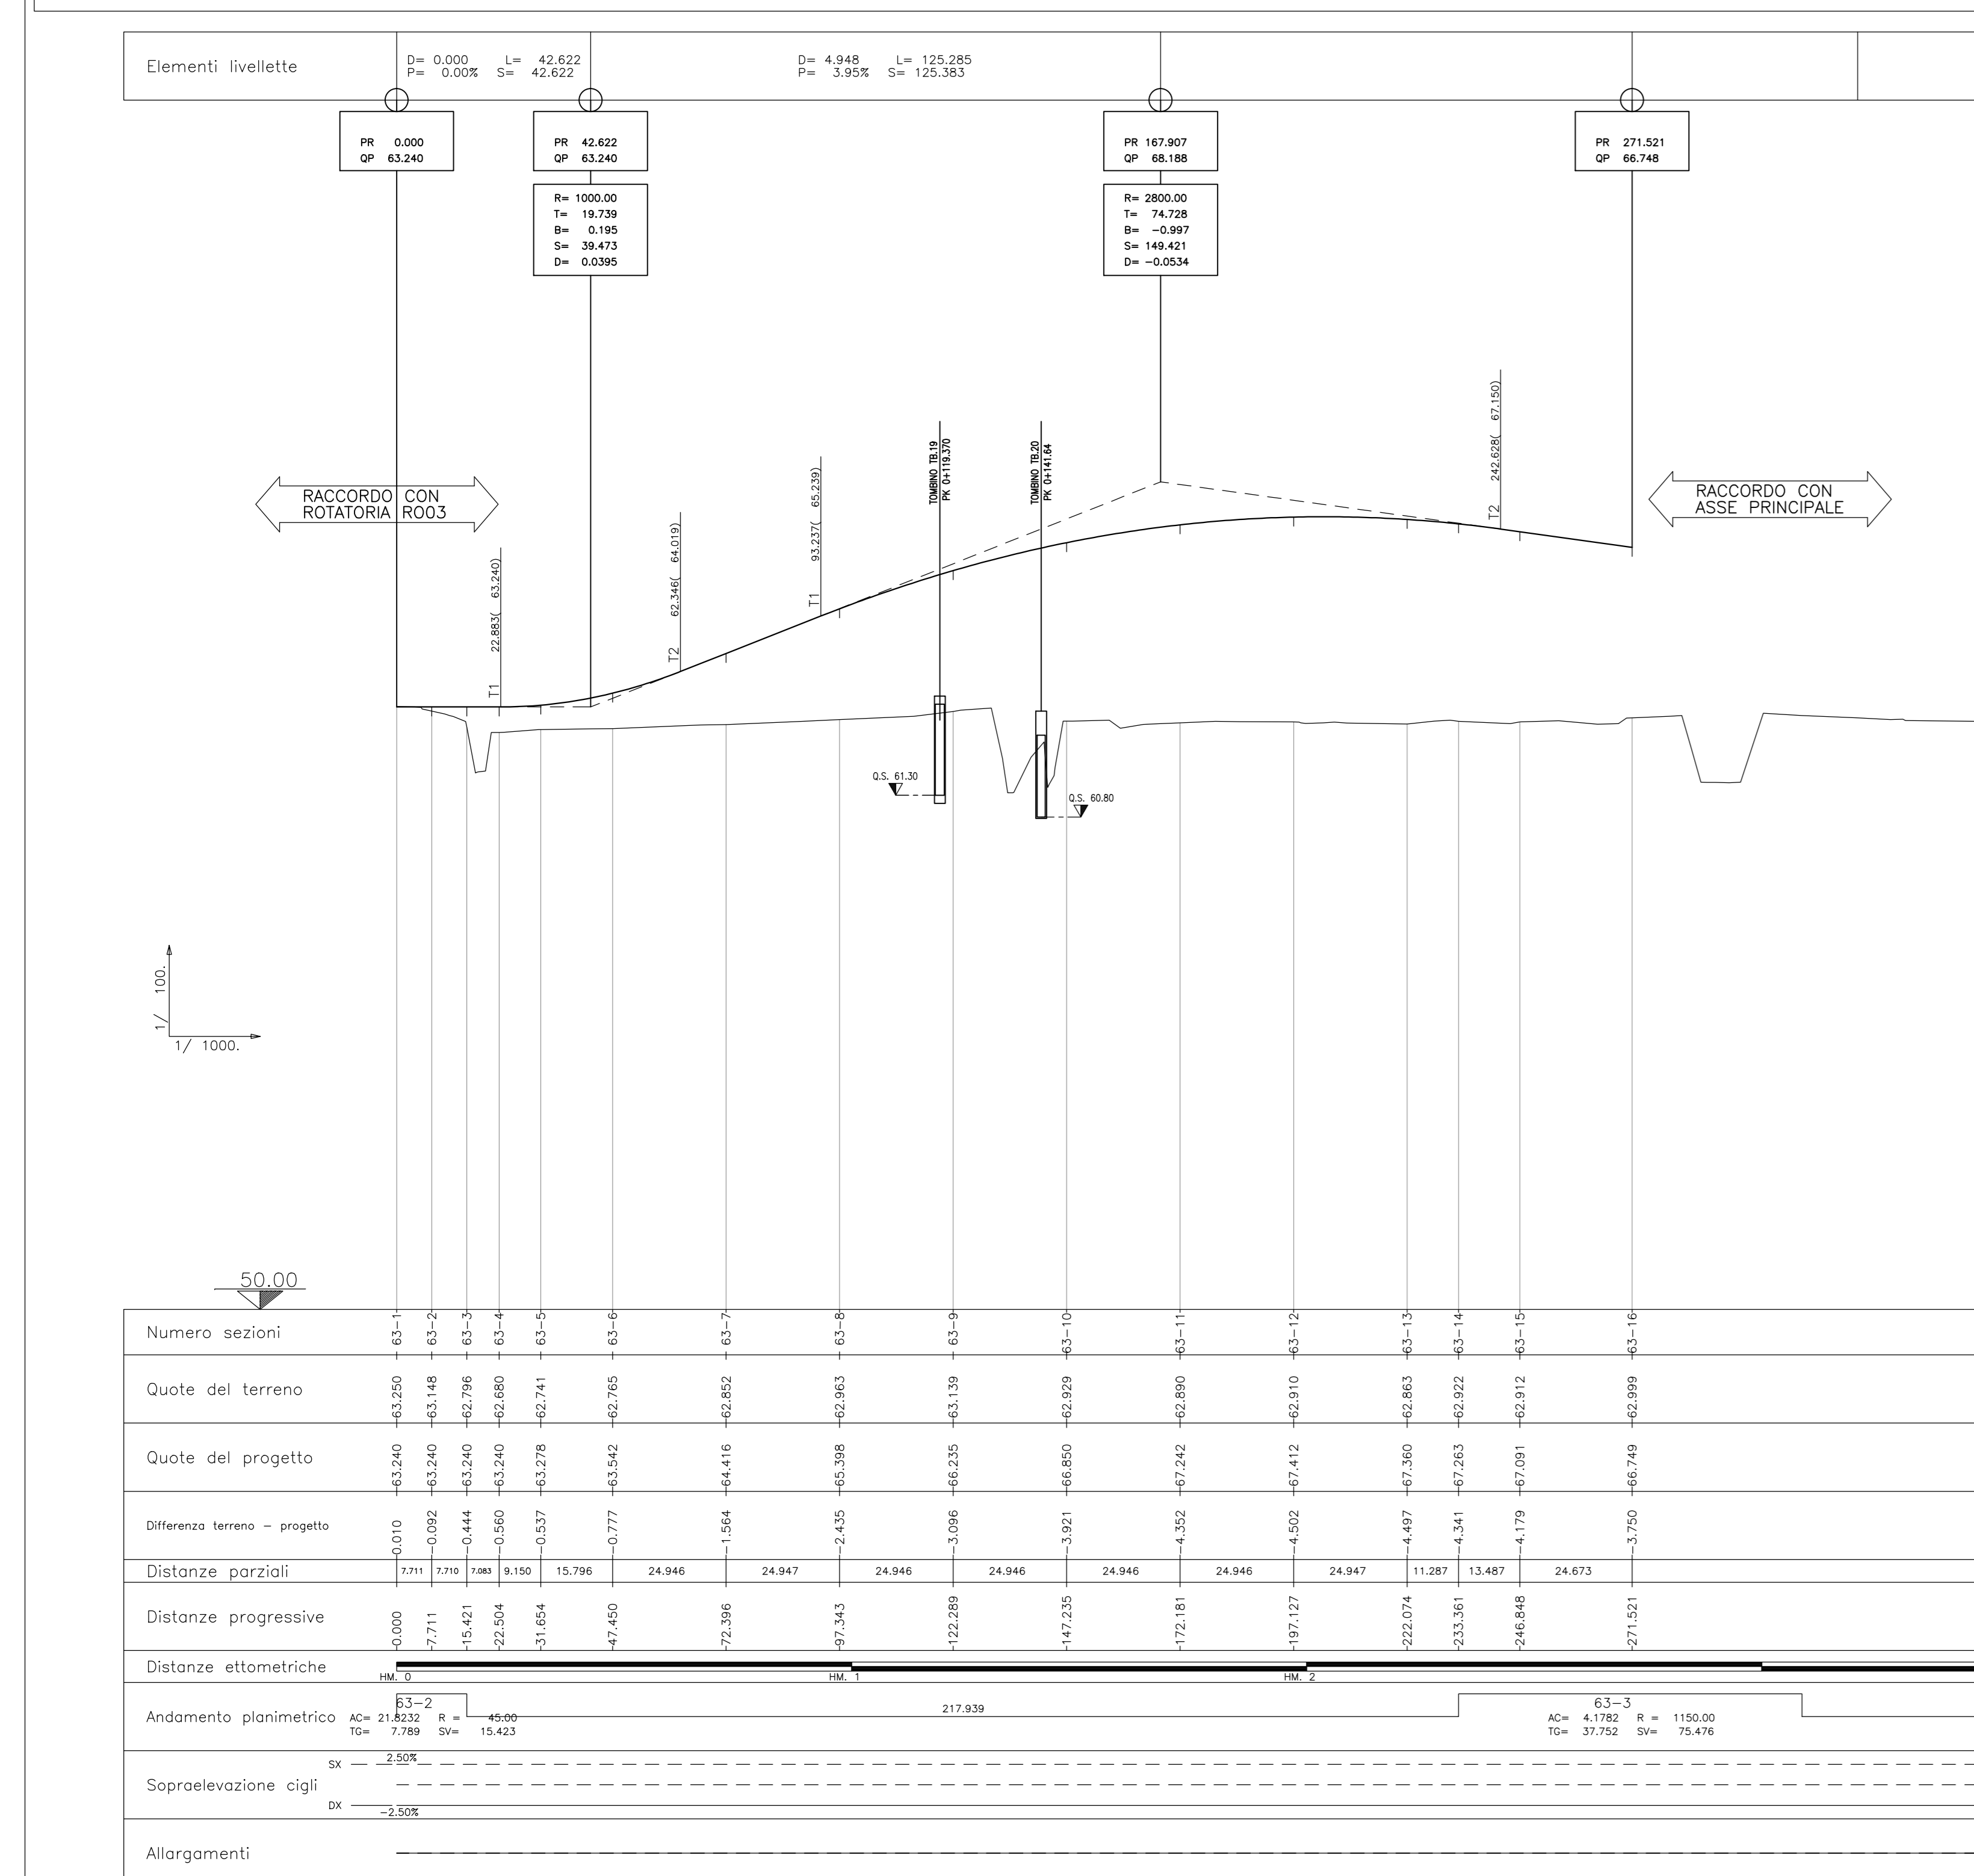 Elementi livellette
D= 0.000 L= 42.622
P= 0.00% S= 42.622
D= 4.948 L= 125.285
P= 3.95% S= 125.383
PR 0.000
QP 63.240
PR 42.622
QP 63.240
R= 1000.00
T= 19.739
B= 0.195
S= 39.473
D= 0.0395
PR 167.907
QP 68.188
R= 2800.00
T= 74.728
B= -0.997
S= 149.421
D= -0.0534
PR 271.521
QP 66.748
RACCORDO CON
ROTATORIA RO03
T1 22.883( 63.240)
T2 62.346( 64.019)
T1 93.237( 65.239)
TOMBINO TB.19
PK 0+119.370
TOMBINO TB.20
PK 0+141.64
T2 242.628( 67.150)
RACCORDO CON
ASSE PRINCIPALE
Q.S. 61.30
Q.S. 60.80
1/ 100.
1/ 1000.
50.00
Numero sezioni 63-1 63-2 63-3 63-4 63-5 63-6 63-7 63-8 63-9 63-10 63-11 63-12 63-13 63-14 63-15 63-16
Quote del terreno 63.250 63.148 62.796 62.680 62.741 62.765 62.852 62.963 63.139 62.929 62.890 62.910 62.863 62.922 62.912 62.999
Quote del progetto 63.240 63.240 63.240 63.240 63.278 63.542 64.416 65.398 66.235 66.850 67.242 67.412 67.360 67.263 67.091 66.749
Differenza terreno - progetto 0.010 -0.092 -0.444 -0.560 -0.537 -0.777 -1.564 -2.435 -3.096 -3.921 -4.352 -4.502 -4.497 -4.341 -4.179 -3.750
Distanze parziali 7.711 7.710 7.083 9.150 15.796 24.946 24.947 24.946 24.946 24.946 24.946 24.947 11.287 13.487 24.673
Distanze progressive 0.000 7.711 15.421 22.504 31.654 47.450 72.396 97.343 122.289 147.235 172.181 197.127 222.074 233.361 246.848 271.521
Distanze ettometriche
HM. 0 HM. 1 HM. 2
Andamento planimetrico
63-2
AC= 21.8232 R = 45.00
TG= 7.789 SV= 15.423
217.939
63-3
AC= 4.1782 R = 1150.00
TG= 37.752 SV= 75.476
Sopraelevazione cigli
SX 2.50%
DX -2.50%
Allargamenti